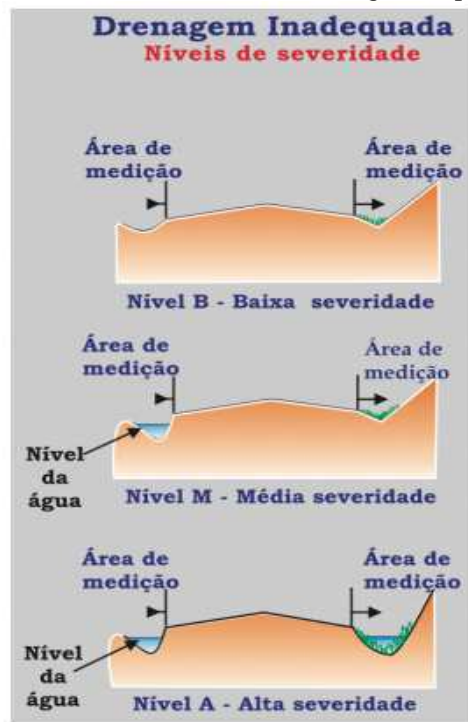 Drenagem Inadequada
Níveis de severidade
Área de
medição
Área de
medição
Nível B - Baixa severidade
Área de
medição
Área de
medição
Nível
da
água
Nível M - Média severidade
Área de
medição
Área de
medição
Nível
da
água
Nível A - Alta severidade